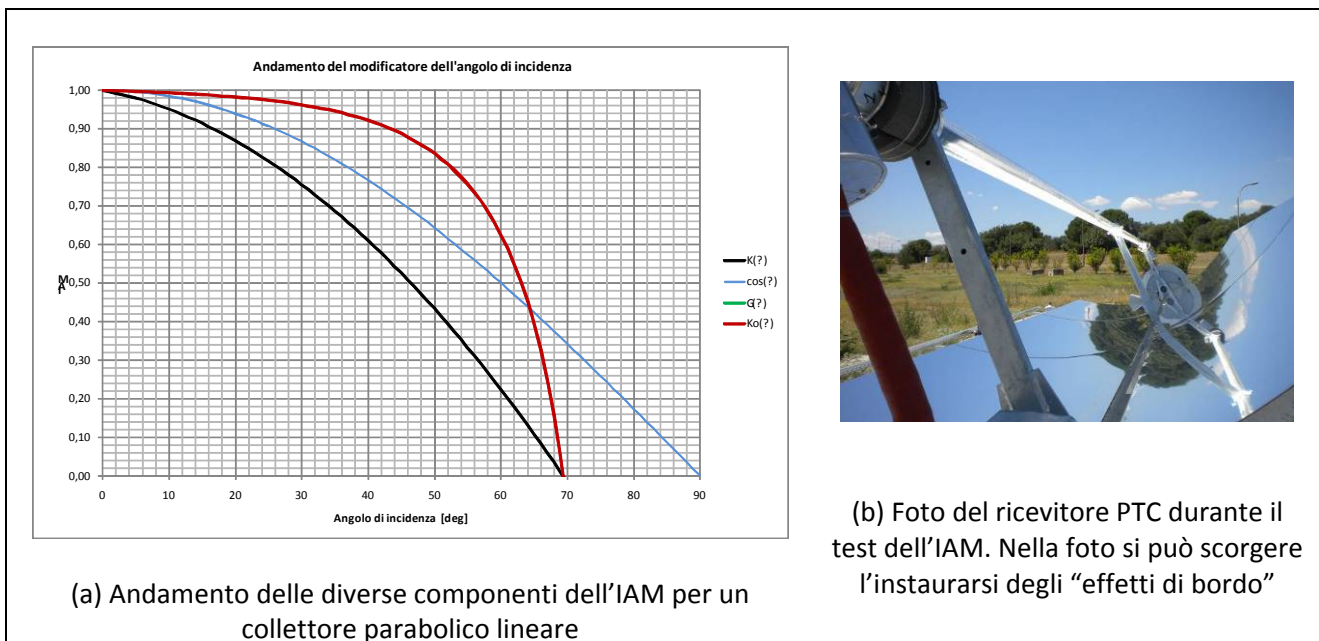 Andamento del modificatore dell'angolo di incidenza
1,00
0,90
0,80
0,70
0,60
0,50
0,40
0,30
0,20
0,10
0,00
IAM
0 10 20 30 40 50 60 70 80 90
Angolo di incidenza [deg]
K(?)
cos(?)
G(?)
Ko(?)
(a) Andamento delle diverse componenti dell'IAM per un
collettore parabolico lineare
(b) Foto del ricevitore PTC durante il
test dell'IAM. Nella foto si può scorgere
l'instaurarsi degli "effetti di bordo"